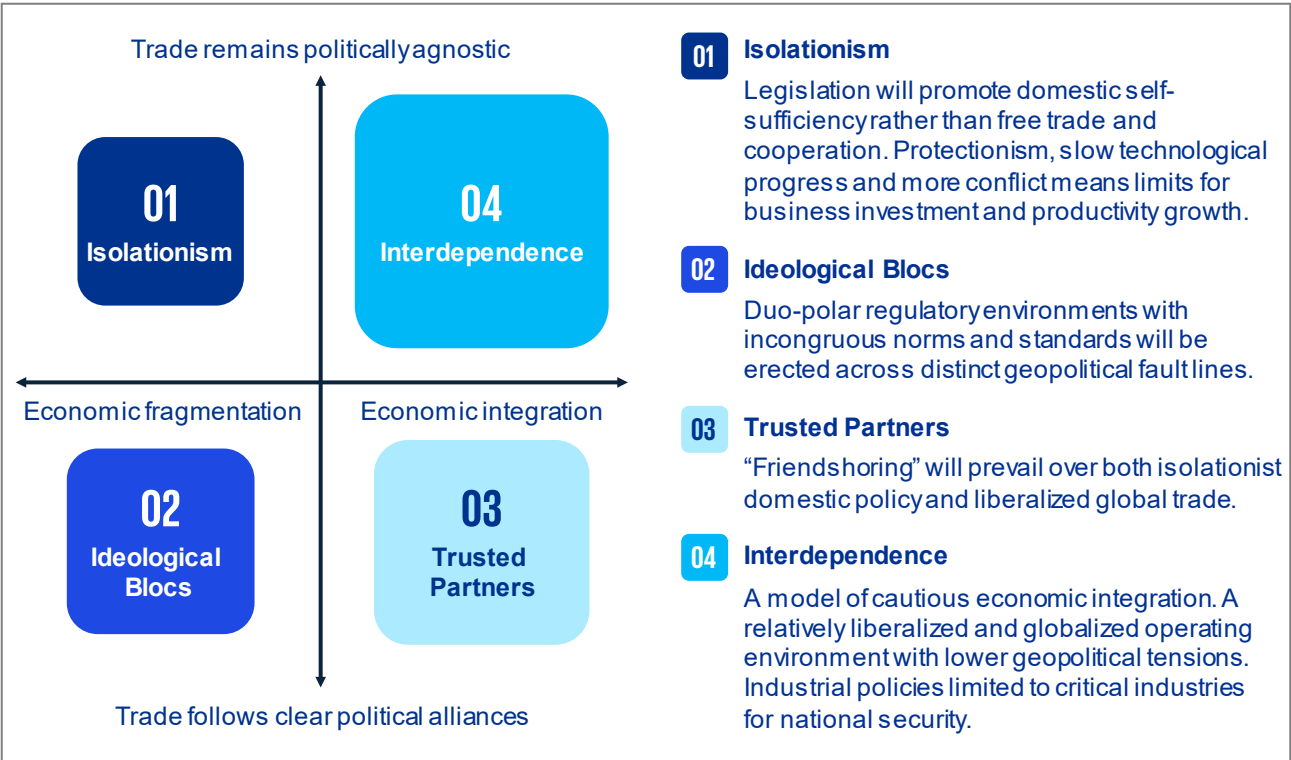 Trade remains politically agnostic
01
Isolationism
04
Interdependence
Economic fragmentation
Economic integration
02
Ideological
Blocs
03
Trusted
Partners
Trade follows clear political alliances
01
Isolationism
Legislation will promote domestic self-
sufficiency rather than free trade and
cooperation. Protectionism, slow technological
progress and more conflict means limits for
business investment and productivity growth.
02
Ideological Blocs
Duo-polar regulatory environments with
incongruous norms and standards will be
erected across distinct geopolitical fault lines.
03
Trusted Partners
“Friendshoring” will prevail over both isolationist
domestic policy and liberalized global trade.
04
Interdependence
A model of cautious economic integration. A
relatively liberalized and globalized operating
environment with lower geopolitical tensions.
Industrial policies limited to critical industries
for national security.